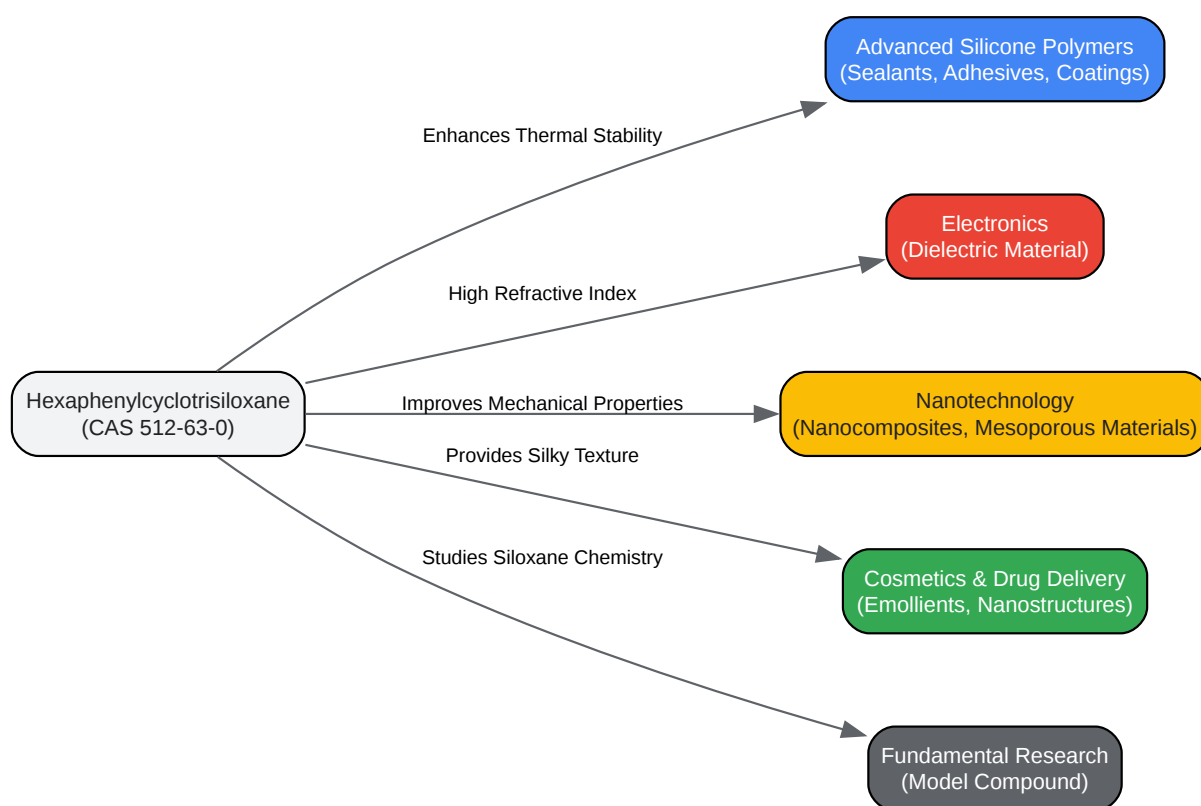 Advanced Silicone Polymers
(Sealants, Adhesives, Coatings)
Enhances Thermal Stability
Electronics
(Dielectric Material)
High Refractive Index
Hexaphenylcyclotrisiloxane
(CAS 512-63-0)
Improves Mechanical Properties
Nanotechnology
(Nanocomposites, Mesoporous Materials)
Provides Silky Texture
Cosmetics & Drug Delivery
(Emollients, Nanostructures)
Studies Siloxane Chemistry
Fundamental Research
(Model Compound)